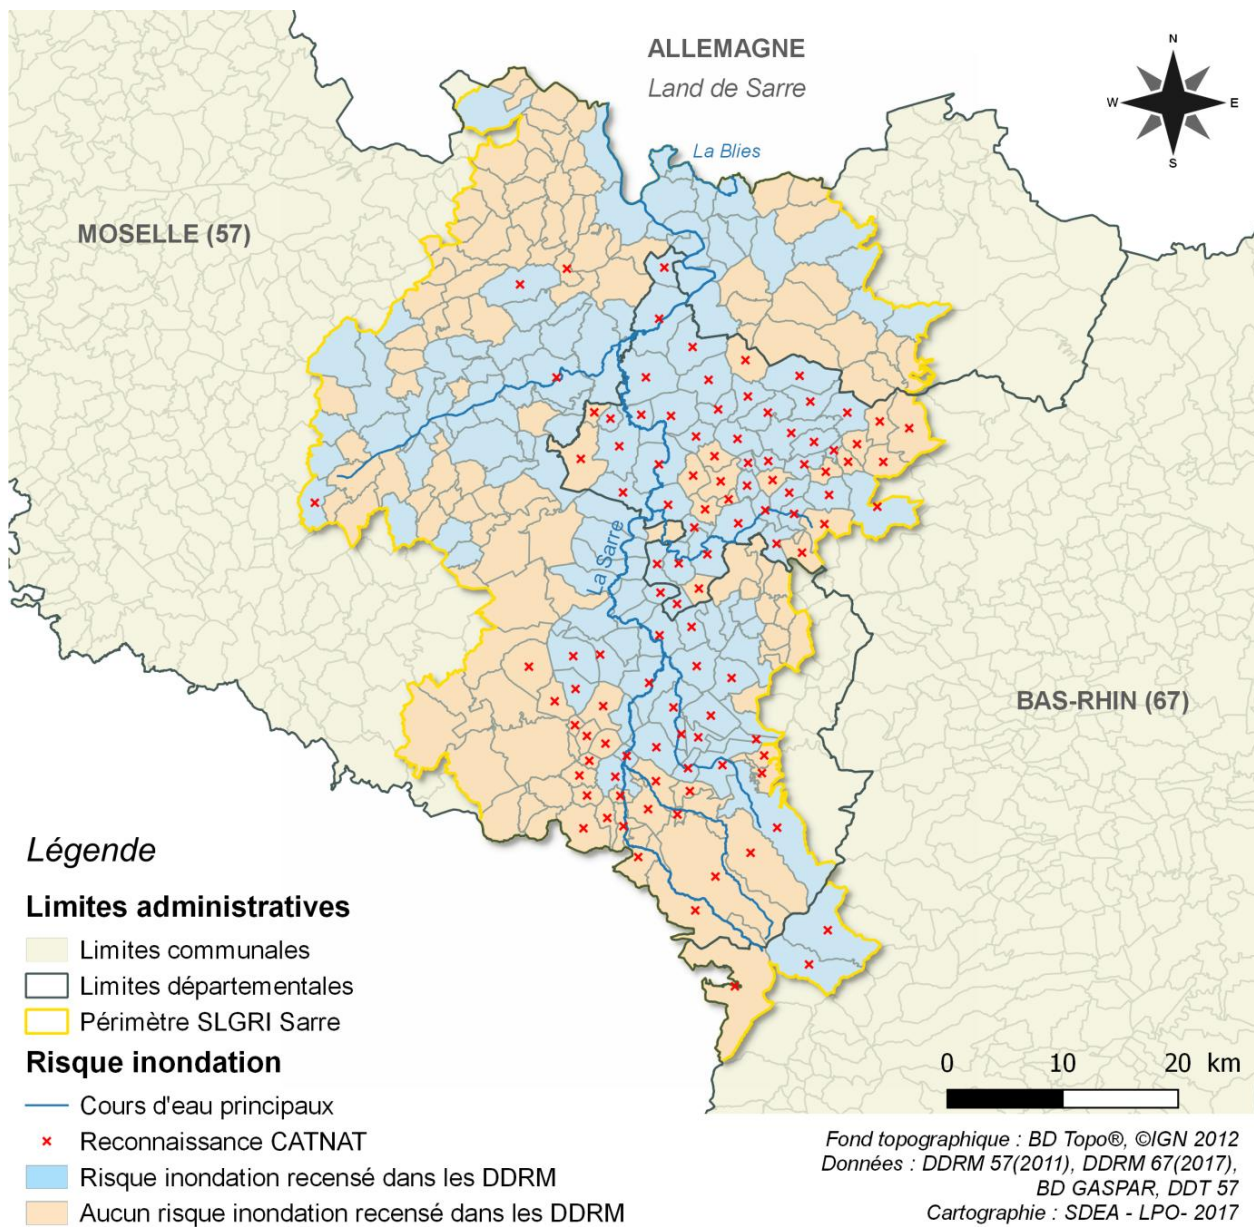 ALLEMAGNE
Land de Sarre
N
W
E
S
La Blies
MOSELLE (57)
La Sarre
BAS-RHIN (67)
Légende
Limites administratives
Limites communales
Limites départementales
Périmètre SLGRI Sarre
Risque inondation
Cours d'eau principaux
Reconnaissance CATNAT
Risque inondation recensé dans les DDRM
Aucun risque inondation recensé dans les DDRM
0 10 20 km
Fond topographique : BD Topo®, ©IGN 2012
Données : DDRM 57(2011), DDRM 67(2017),
BD GASPAR, DDT 57
Cartographie : SDEA - LPO- 2017